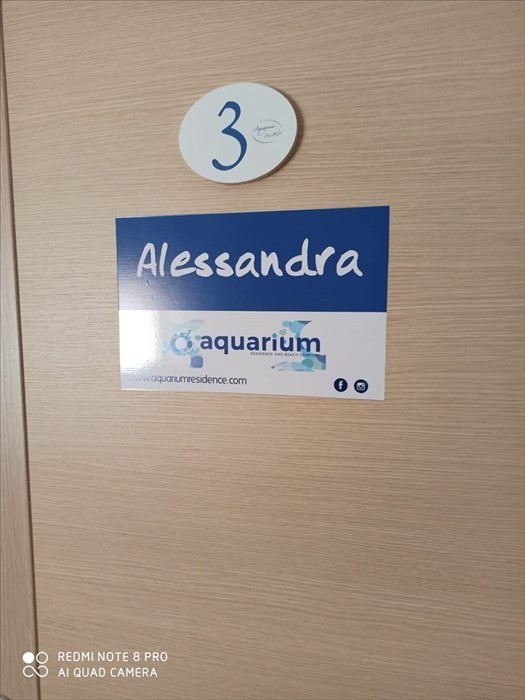 3
Alessandra
aquarium
RESIDENCE AND BEACH
www.aquariumresidence.com
REDMI NOTE 8 PRO
AI QUAD CAMERA